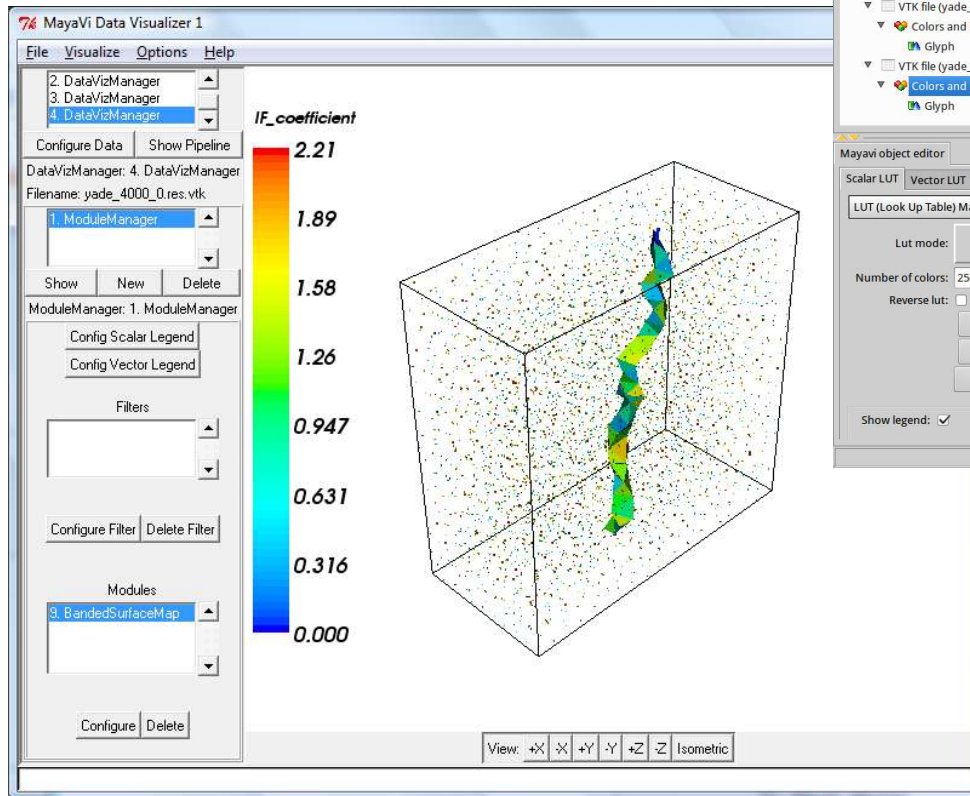 MayaVi Data Visualizer 1
File Visualize Options Help
2. DataVizManager
3. DataVizManager
4. DataVizManager
Configure Data Show Pipeline
DataVizManager: 4. DataVizManager
Filename: yade_4000_0.res.vtk
1. ModuleManager
Show New Delete
ModuleManager: 1. ModuleManager
Config Scalar Legend
Config Vector Legend
Filters
Configure Filter Delete Filter
Modules
9. BandedSurfaceMap
Configure Delete
IF_coefficient
2.21
1.89
1.58
1.26
0.947
0.631
0.316
0.000
View: +X -X +Y -Y +Z -Z Isometric
VTK file (yade_
Colors and
Glyph
VTK file (yade_
Colors and
Glyph
Mayavi object editor
Scalar LUT Vector LUT
LUT (Look Up Table) Ma
Lut mode:
Number of colors: 25
Reverse lut:
Show legend: